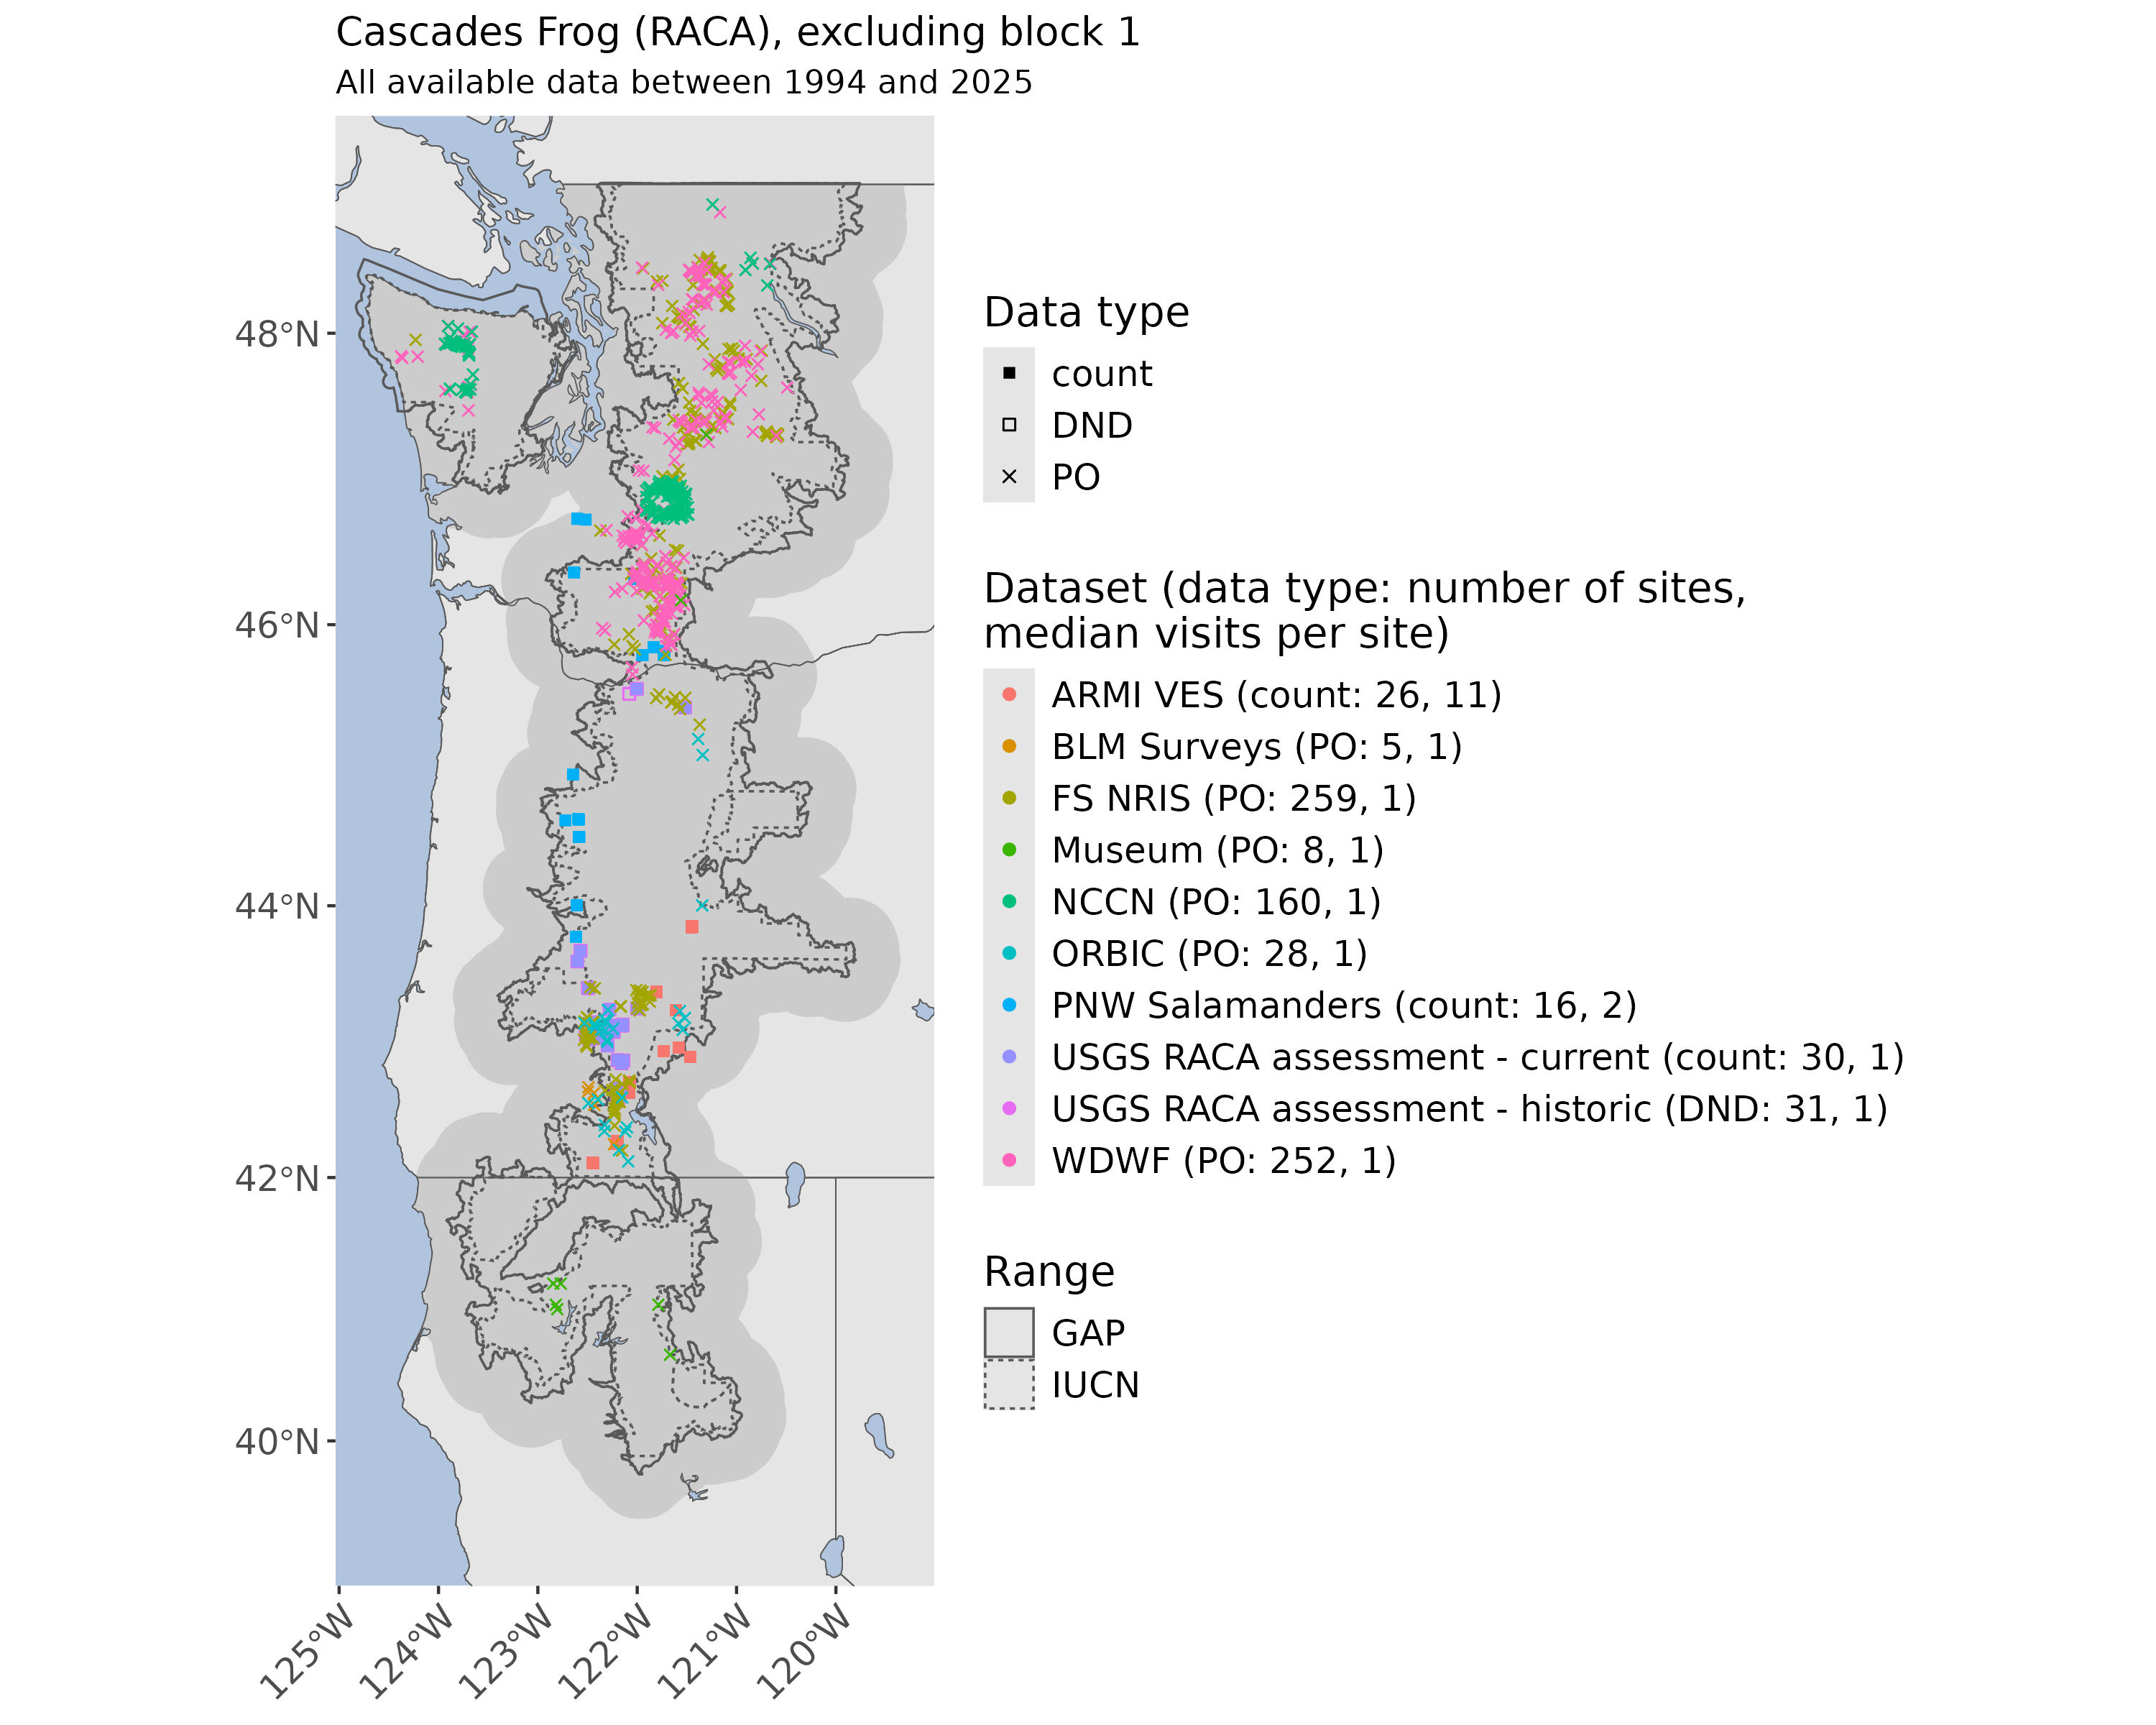 Cascades Frog (RACA), excluding block 1
All available data between 1994 and 2025
48°N
46°N
44°N
42°N
40°N
125°W
124°W
123°W
122°W
121°W
120°W
Data type
count
DND
PO
Dataset (data type: number of sites,
median visits per site)
ARMI VES (count: 26, 11)
BLM Surveys (PO: 5, 1)
FS NRIS (PO: 259, 1)
Museum (PO: 8, 1)
NCCN (PO: 160, 1)
ORBIC (PO: 28, 1)
PNW Salamanders (count: 16, 2)
USGS RACA assessment - current (count: 30, 1)
USGS RACA assessment - historic (DND: 31, 1)
WDWF (PO: 252, 1)
Range
GAP
IUCN